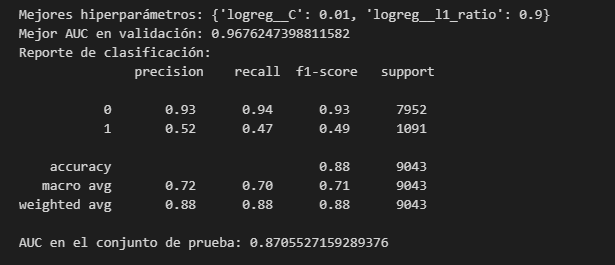 Mejores hiperparámetros: {'logreg__C': 0.01, 'logreg__l1_ratio': 0.9}
Mejor AUC en validación: 0.9676247398811582
Reporte de clasificación:
              precision    recall  f1-score   support

           0       0.93      0.94      0.93      7952
           1       0.52      0.47      0.49      1091

    accuracy                           0.88      9043
   macro avg       0.72      0.70      0.71      9043
weighted avg       0.88      0.88      0.88      9043

AUC en el conjunto de prueba: 0.8705527159289376